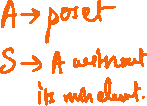 A → poset
S → A without
its min element.